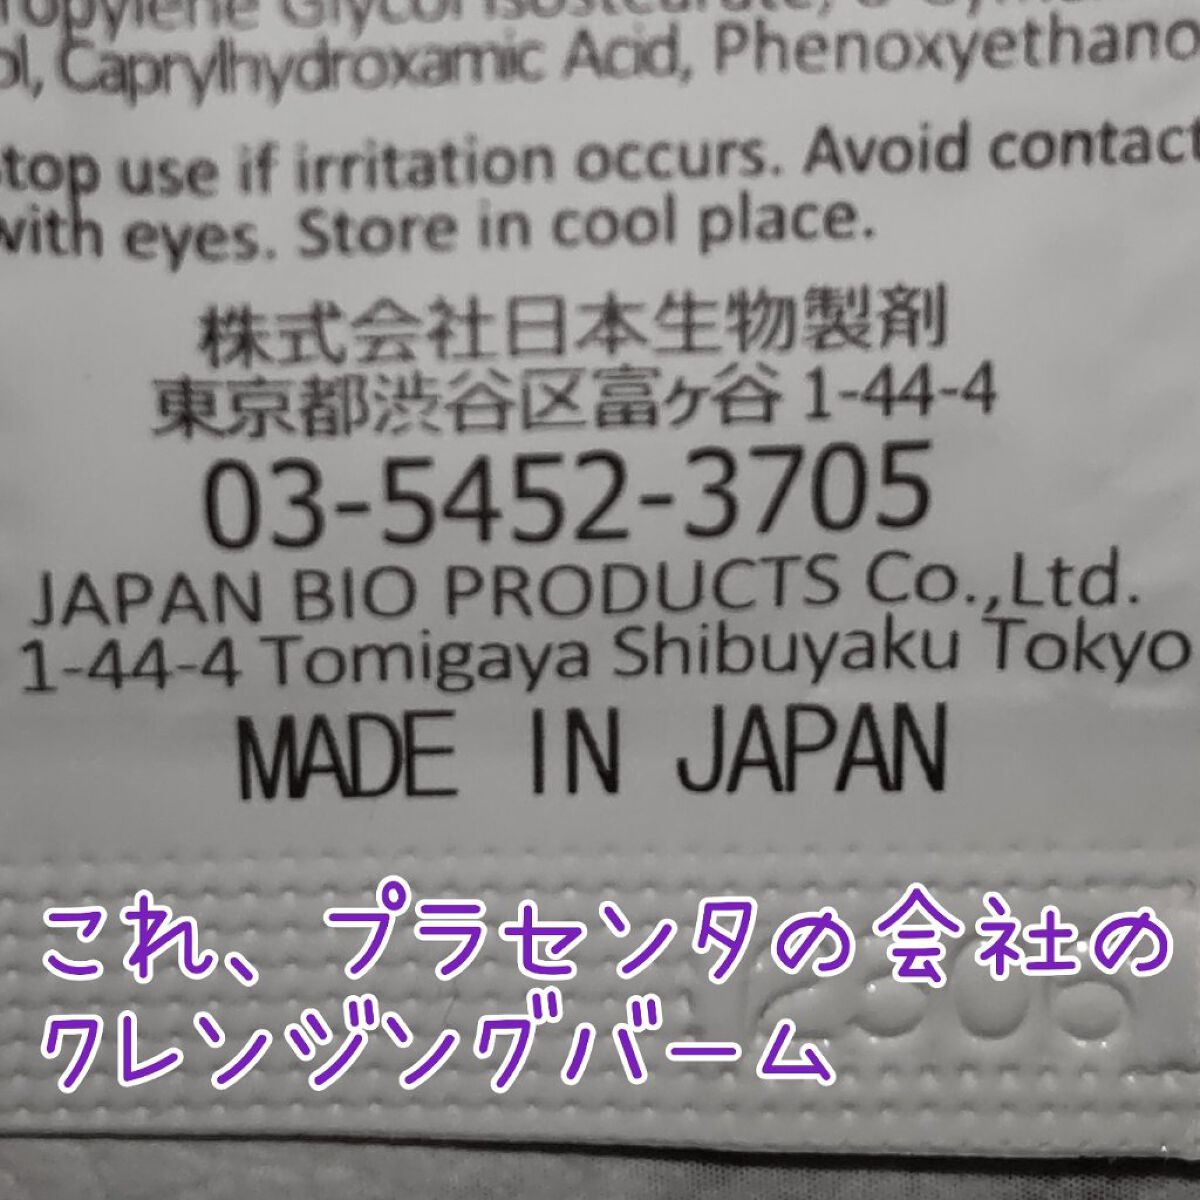 Glycol
ol, Caprylhydroxamic Acid, Phenoxyethano
top use if irritation occurs. Avoid contact
with eyes. Store in cool place.
株式会社日本生物製剤
東京都渋谷区富ヶ谷 1-44-4
03-5452-3705
JAPAN BIO PRODUCTS Co.,Ltd.
1-44-4 Tomigaya Shibuyaku Tokyo
MADE IN JAPAN
これ、プラセンタの会社の
クレンジングバーム